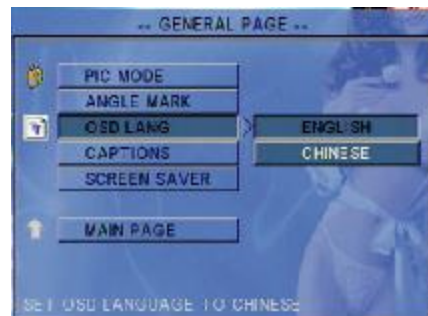 -- GENERAL PAGE --
PIC MODE
ANGLE MARK
OSD LANG
ENGLISH
CAPTIONS
CHINESE
SCREEN SAVER
MAIN PAGE
SET OSD LANGUAGE TO CHINESE